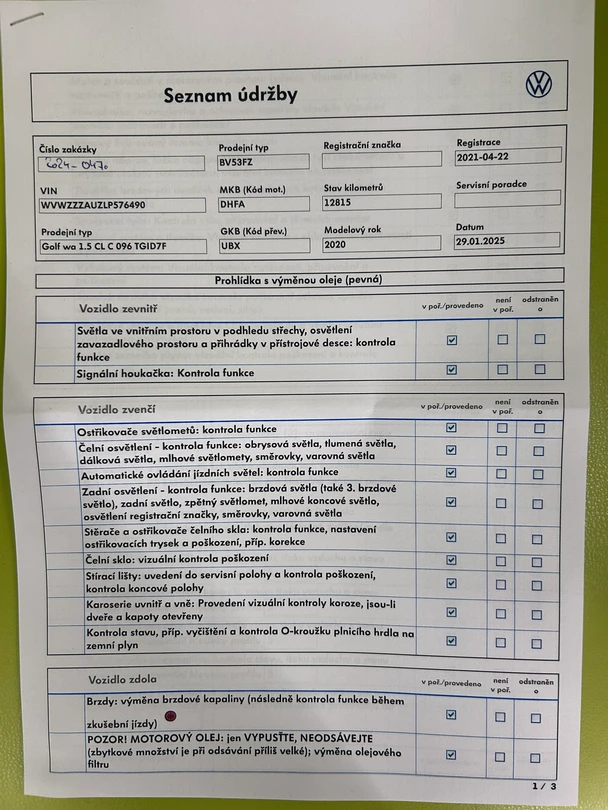 Seznam údržby
Číslo zakázky
2024-0470
Prodejní typ
BV53FZ
Registrační značka
Registrace
2021-04-22
VIN
WVWZZZAUZLP576490
MKB (Kód mot.)
DHFA
Stav kilometrů
12815
Servisní poradce
Prodejní typ
Golf wa 1.5 CL C 096 TGID7F
GKB (Kód přev.)
UBX
Modelový rok
2020
Datum
29.01.2025
Prohlídka s výměnou oleje (pevná)
Vozidlo zevnitř
v poř./provedeno
není
v poř.
odstraněn
o
Světla ve vnitřním prostoru v podhledu střechy, osvětlení
zavazadlového prostoru a přihrádky v přístrojové desce: kontrola
funkce
Signální houkačka: Kontrola funkce
Vozidlo zvenčí
v poř./provedeno
není
v poř.
odstraněn
o
Ostřikovače světlometů: kontrola funkce
Čelní osvětlení - kontrola funkce: obrysová světla, tlumená světla,
dálková světla, mlhové světlomety, směrovky, varovná světla
Automatické ovládání jízdních světel: kontrola funkce
Zadní osvětlení - kontrola funkce: brzdová světla (také 3. brzdové
světlo), zadní světlo, zpětný světlomet, mlhové koncové světlo,
osvětlení registrační značky, směrovky, varovná světla
Stěrače a ostřikovače čelního skla: kontrola funkce, nastavení
ostřikovacích trysek a poškození, příp. korekce
Čelní sklo: vizuální kontrola poškození
Stírací lišty: uvedení do servisní polohy a kontrola poškození,
kontrola koncové polohy
Karoserie uvnitř a vně: Provedení vizuální kontroly koroze, jsou-li
dveře a kapoty otevřeny
Kontrola stavu, příp. vyčištění a kontrola O-kroužku plnicího hrdla na
zemní plyn
Vozidlo zdola
v poř./provedeno
není
v poř.
odstraněn
o
Brzdy: výměna brzdové kapaliny (následně kontrola funkce během
zkušební jízdy)
POZOR! MOTOROVÝ OLEJ: jen VYPUSŤTE, NEODSÁVEJTE
(zbytkové množství je při odsávání příliš velké); výměna olejového
filtru
1 / 3